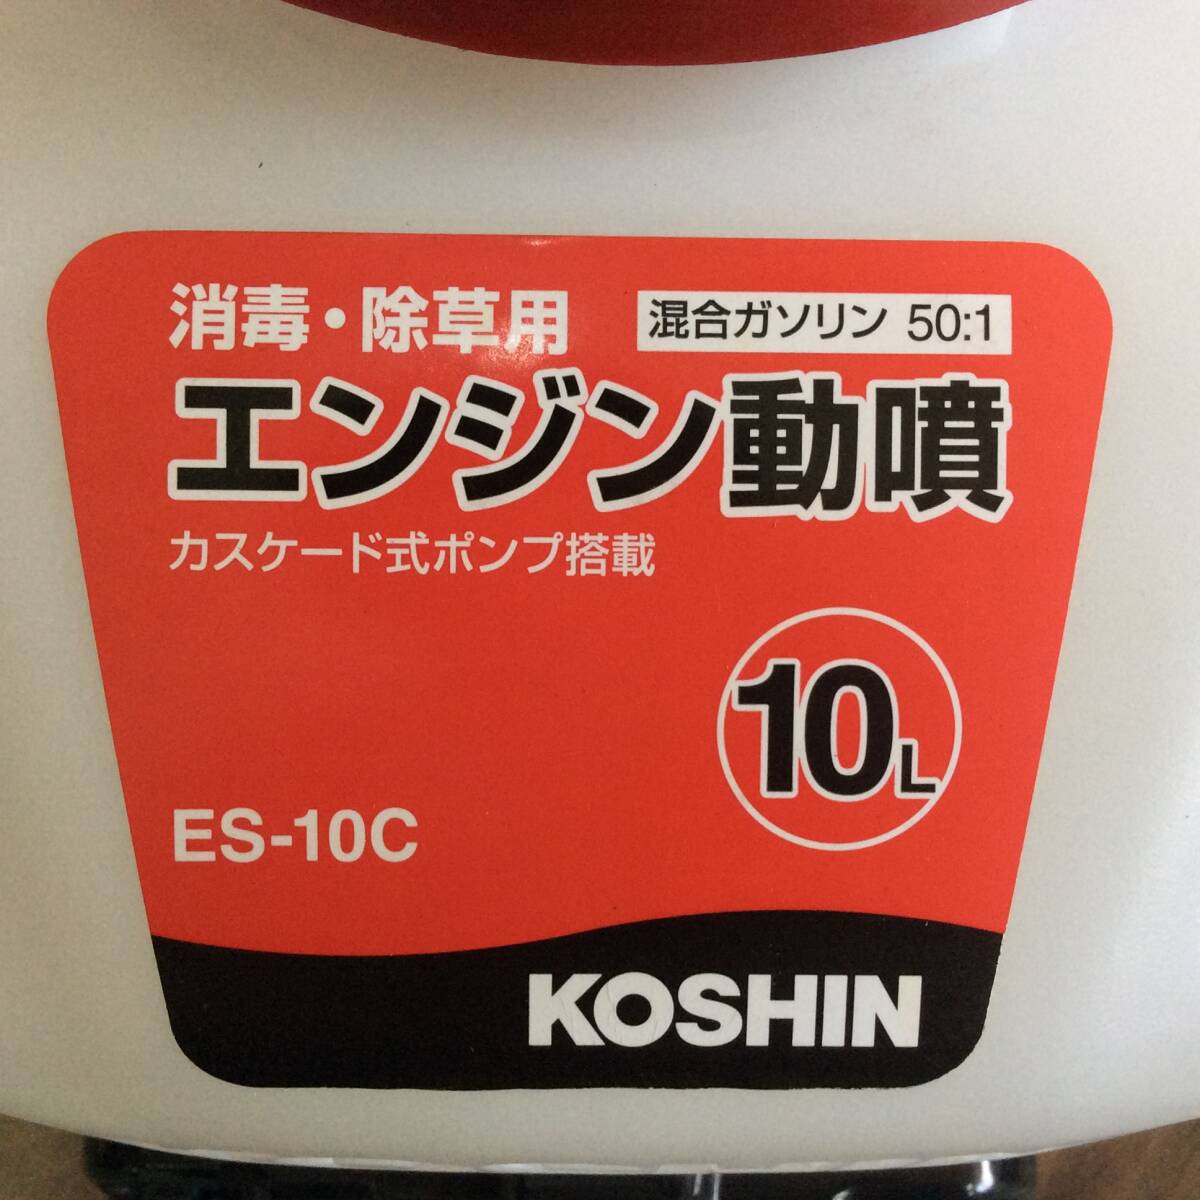 消毒・除草用
混合ガソリン 50:1
エンジン動噴
カスケード式ポンプ搭載
10L
ES-10C
KOSHIN